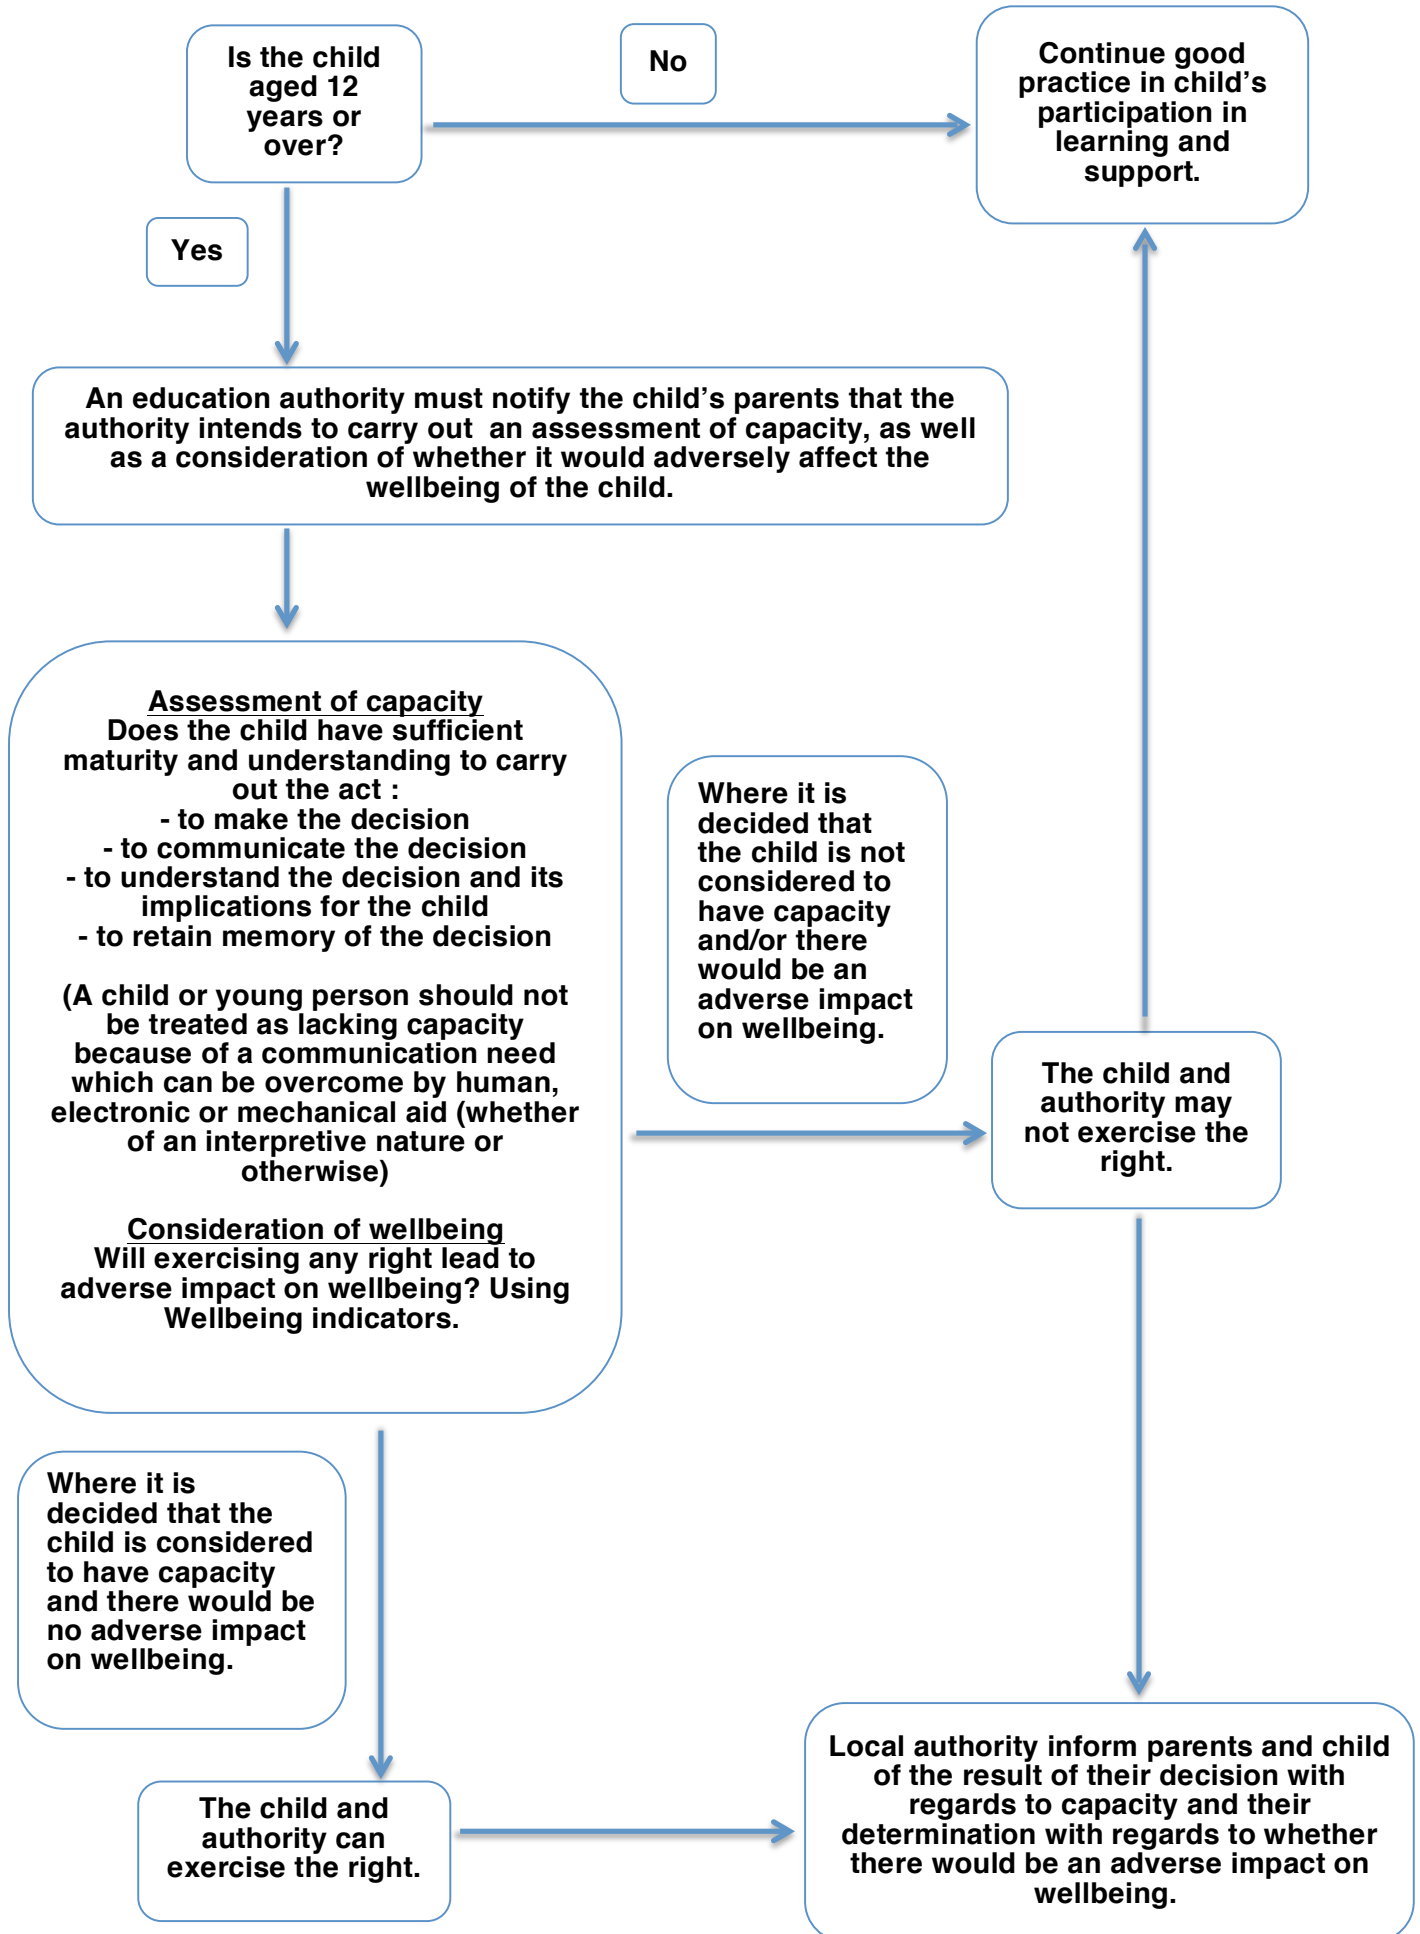 Is the child
aged 12
years or
over?
No
Continue good
practice in child’s
participation in
learning and
support.
Yes
An education authority must notify the child’s parents that the
authority intends to carry out  an assessment of capacity, as well
as a consideration of whether it would adversely affect the
wellbeing of the child.
Assessment of capacity
Does the child have sufficient
maturity and understanding to carry
out the act :
- to make the decision
- to communicate the decision
- to understand the decision and its
implications for the child
- to retain memory of the decision
(A child or young person should not
be treated as lacking capacity
because of a communication need
which can be overcome by human,
electronic or mechanical aid (whether
of an interpretive nature or
otherwise)
Consideration of wellbeing
Will exercising any right lead to
adverse impact on wellbeing? Using
Wellbeing indicators.
Where it is
decided that
the child is not
considered to
have capacity
and/or there
would be an
adverse impact
on wellbeing.
The child and
authority may
not exercise the
right.
Where it is
decided that the
child is considered
to have capacity
and there would be
no adverse impact
on wellbeing.
The child and
authority can
exercise the right.
Local authority inform parents and child
of the result of their decision with
regards to capacity and their
determination with regards to whether
there would be an adverse impact on
wellbeing.